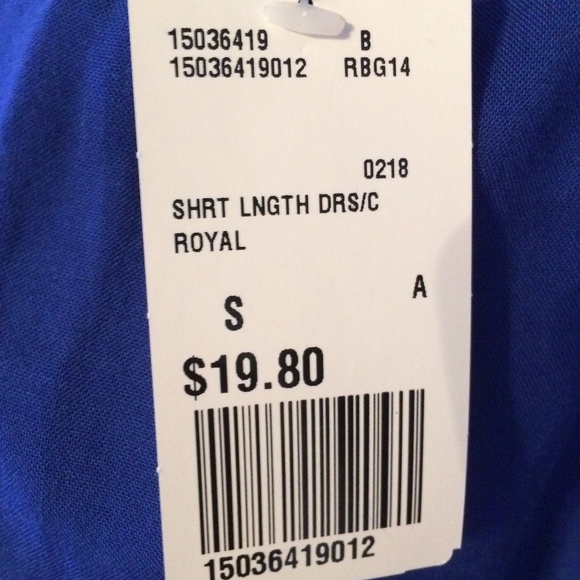 15036419 B
15036419012 RBG14
0218
SHRT LNGTH DRS/C
ROYAL
A
S
$19.80
15036419012